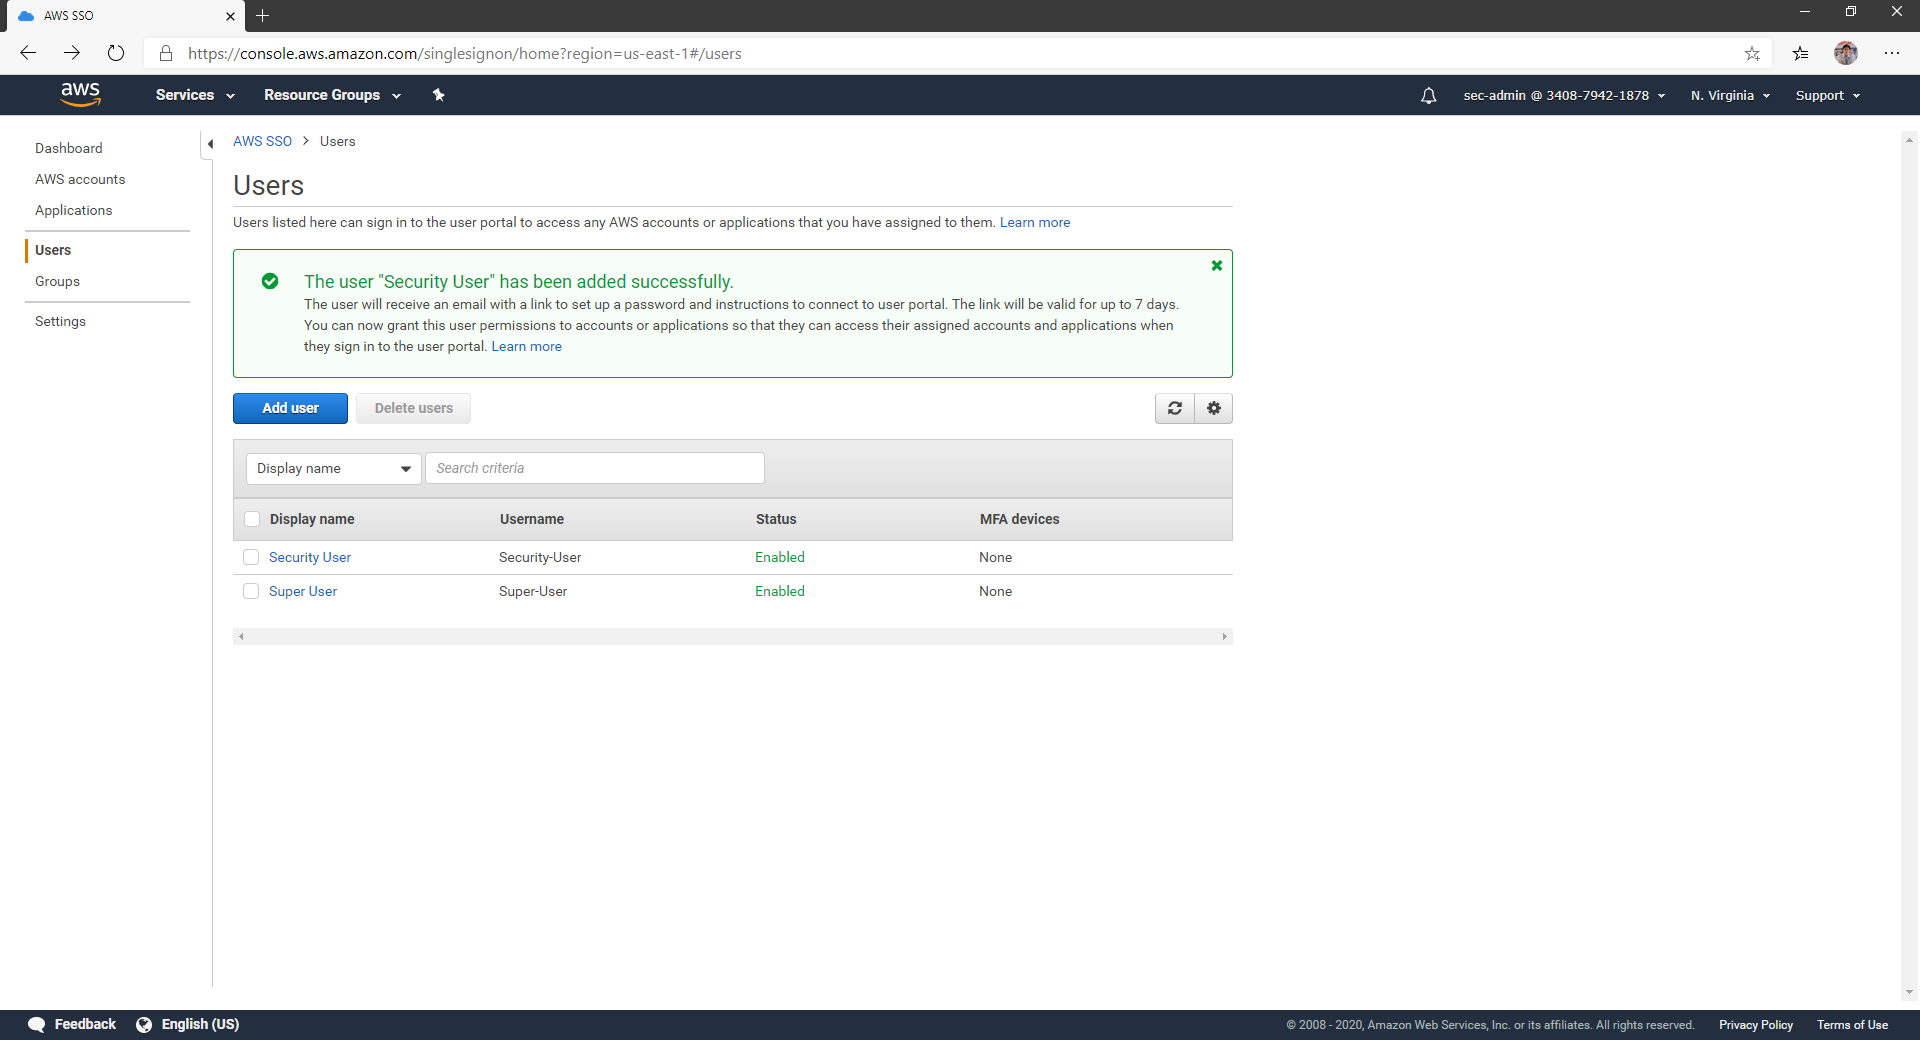 AWS SSO
https://console.aws.amazon.com/singlesignon/home?region=us-east-1#/users
aws
Services
Resource Groups
sec-admin @ 3408-7942-1878
N. Virginia
Support
Dashboard
AWS accounts
Applications
Users
Groups
Settings
AWS SSO > Users
Users
Users listed here can sign in to the user portal to access any AWS accounts or applications that you have assigned to them. Learn more
The user "Security User" has been added successfully.
The user will receive an email with a link to set up a password and instructions to connect to user portal. The link will be valid for up to 7 days.
You can now grant this user permissions to accounts or applications so that they can access their assigned accounts and applications when
they sign in to the user portal. Learn more
Add user
Delete users
Display name
Search criteria
Display name Username Status MFA devices
Security User Security-User Enabled None
Super User Super-User Enabled None
Feedback
English (US)
© 2008 - 2020, Amazon Web Services, Inc. or its affiliates. All rights reserved.
Privacy Policy
Terms of Use